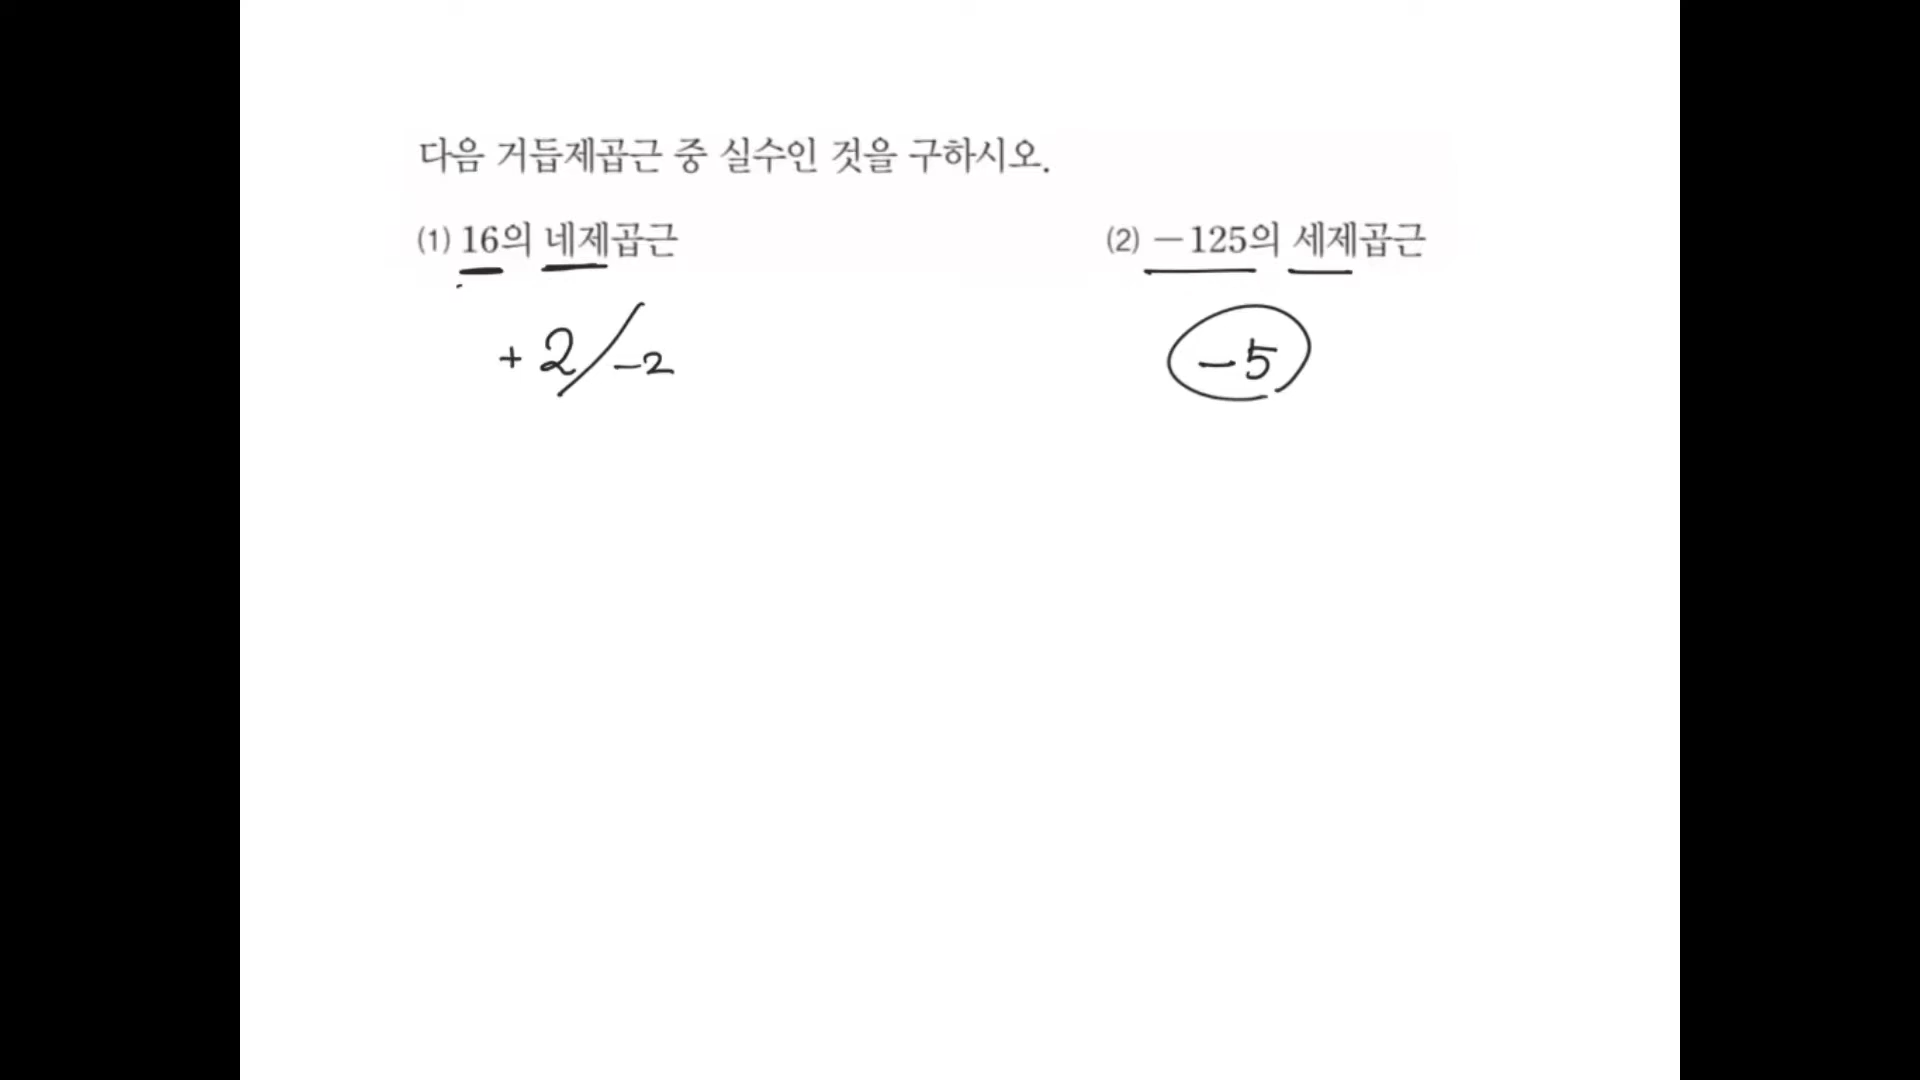 다음 거듭제곱근 중 실수인 것을 구하시오.
(1) 16의 네제곱근
(2) －125의 세제곱근
+2/-2
-5